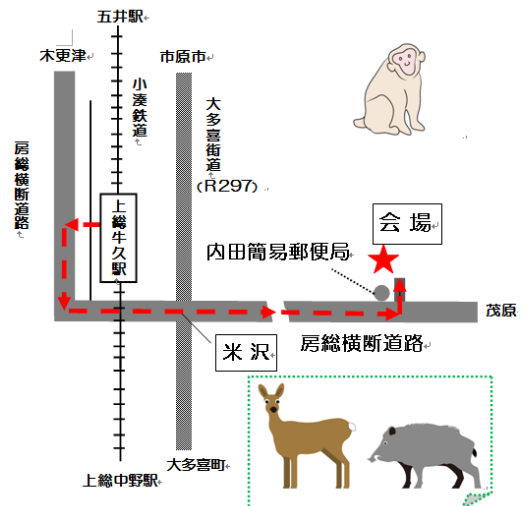 五井駅
木更津
市原市
小湊鉄道
大多喜街道
(R297)
房総横断道路
上総牛久駅
会場
内田簡易郵便局
茂原
房総横断道路
米沢
大多喜町
上総中野駅